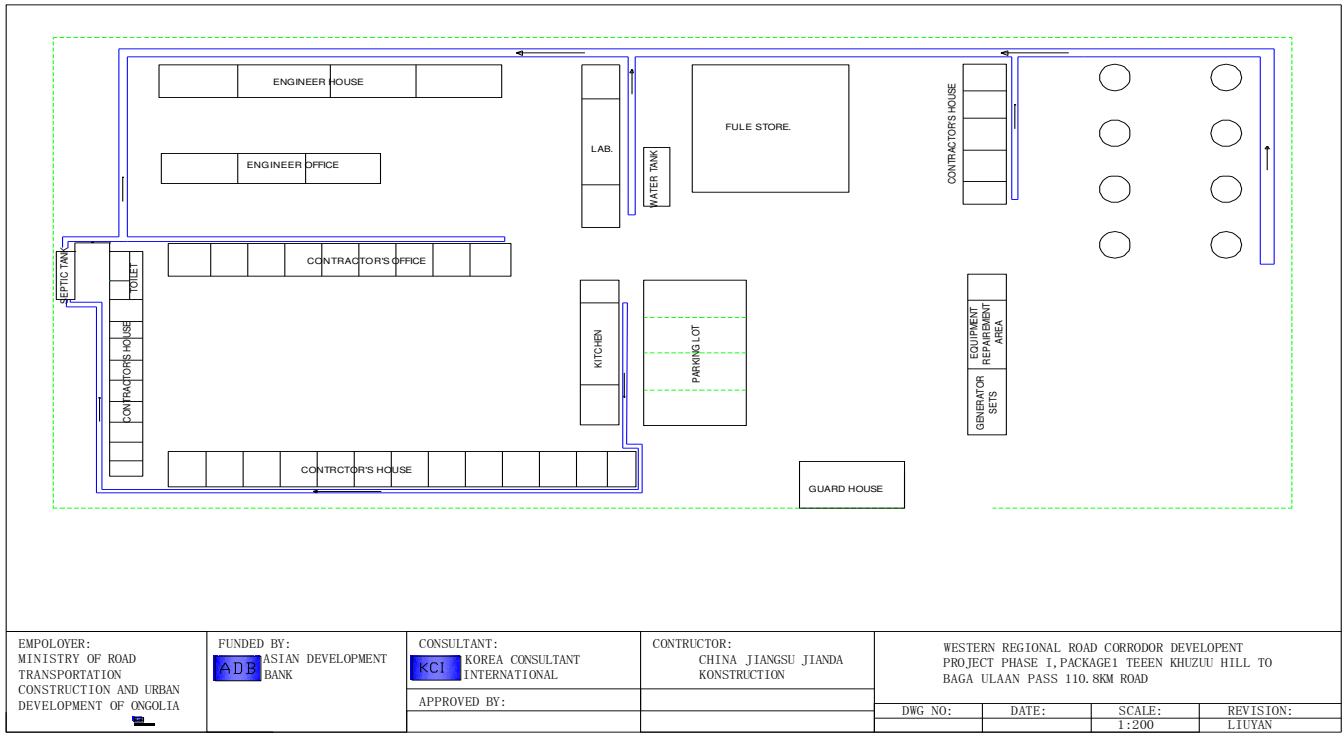 ENGINEER HOUSE
ENGINEER OFFICE
LAB.
WATER TANK
FULE STORE.
CONTRACTOR'S HOUSE
SEPTIC TANK
TOILET
CONTRACTOR'S OFFICE
CONTRACTOR'S HOUSE
KITCHEN
PARKING LOT
EQUIPMENT
REPAIREMENT
AREA
GENERATOR
SETS
CONTRCTOR'S HOUSE
GUARD HOUSE
EMPOLOYER:
MINISTRY OF ROAD
TRANSPORTATION
CONSTRUCTION AND URBAN
DEVELOPMENT OF ONGOLIA
FUNDED BY:
ADB ASIAN DEVELOPMENT
BANK
CONSULTANT:
KCI KOREA CONSULTANT
INTERNATIONAL
APPROVED BY:
CONTRUCTOR:
CHINA JIANGSU JIANDA
KONSTRUCTION
WESTERN REGIONAL ROAD CORRODOR DEVELOPENT
PROJECT PHASE I,PACKAGE1 TEEEN KHUZUU HILL TO
BAGA ULAAN PASS 110.8KM ROAD
DWG NO: DATE: SCALE: REVISION:
1:200 LIUYAN